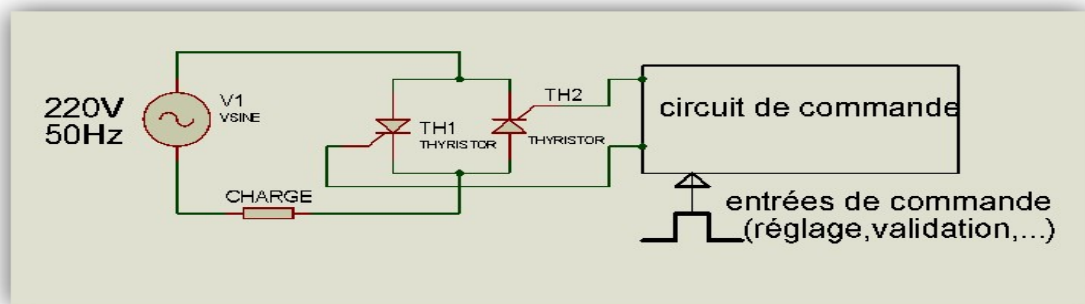 220V
50Hz
V1
VSINE
TH1
THYRISTOR
TH2
THYRISTOR
CHARGE
circuit de commande
entrées de commande
(réglage,validation,...)